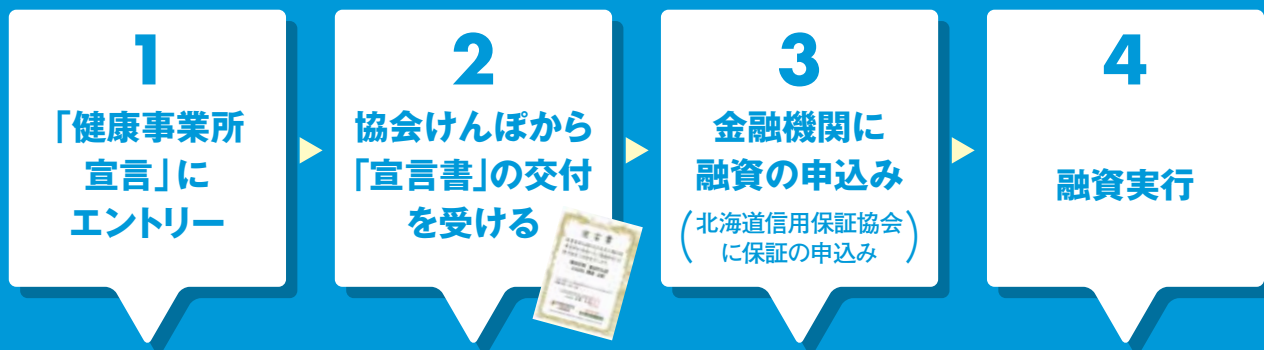 1
「健康事業所
宣言」に
エントリー
2
協会けんぽから
「宣言書」の交付
を受ける
宣言書
3
金融機関に
融資の申込み
(北海道信用保証協会
に保証の申込み)
4
融資実行